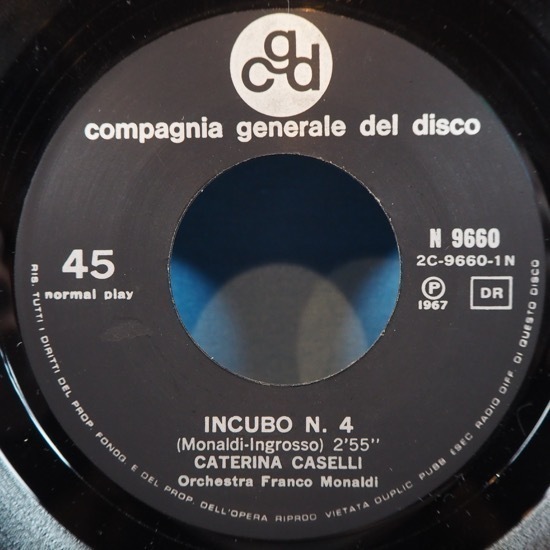 cgd
compagnia generale del disco
45
normal play
N 9660
2C-9660-1N
P
1967
DR
INCUBO N. 4
(Monaldi-Ingrosso) 2'55''
CATERINA CASELLI
Orchestra Franco Monaldi
RIS. TUTTI I DIRITTI DEL PROP. FONOG. E DEL PROP. DELL'OPERA RIPROD VIETATA DUPLIC PUBB ESEC RADIO DIFF. DI QUESTO DISCO